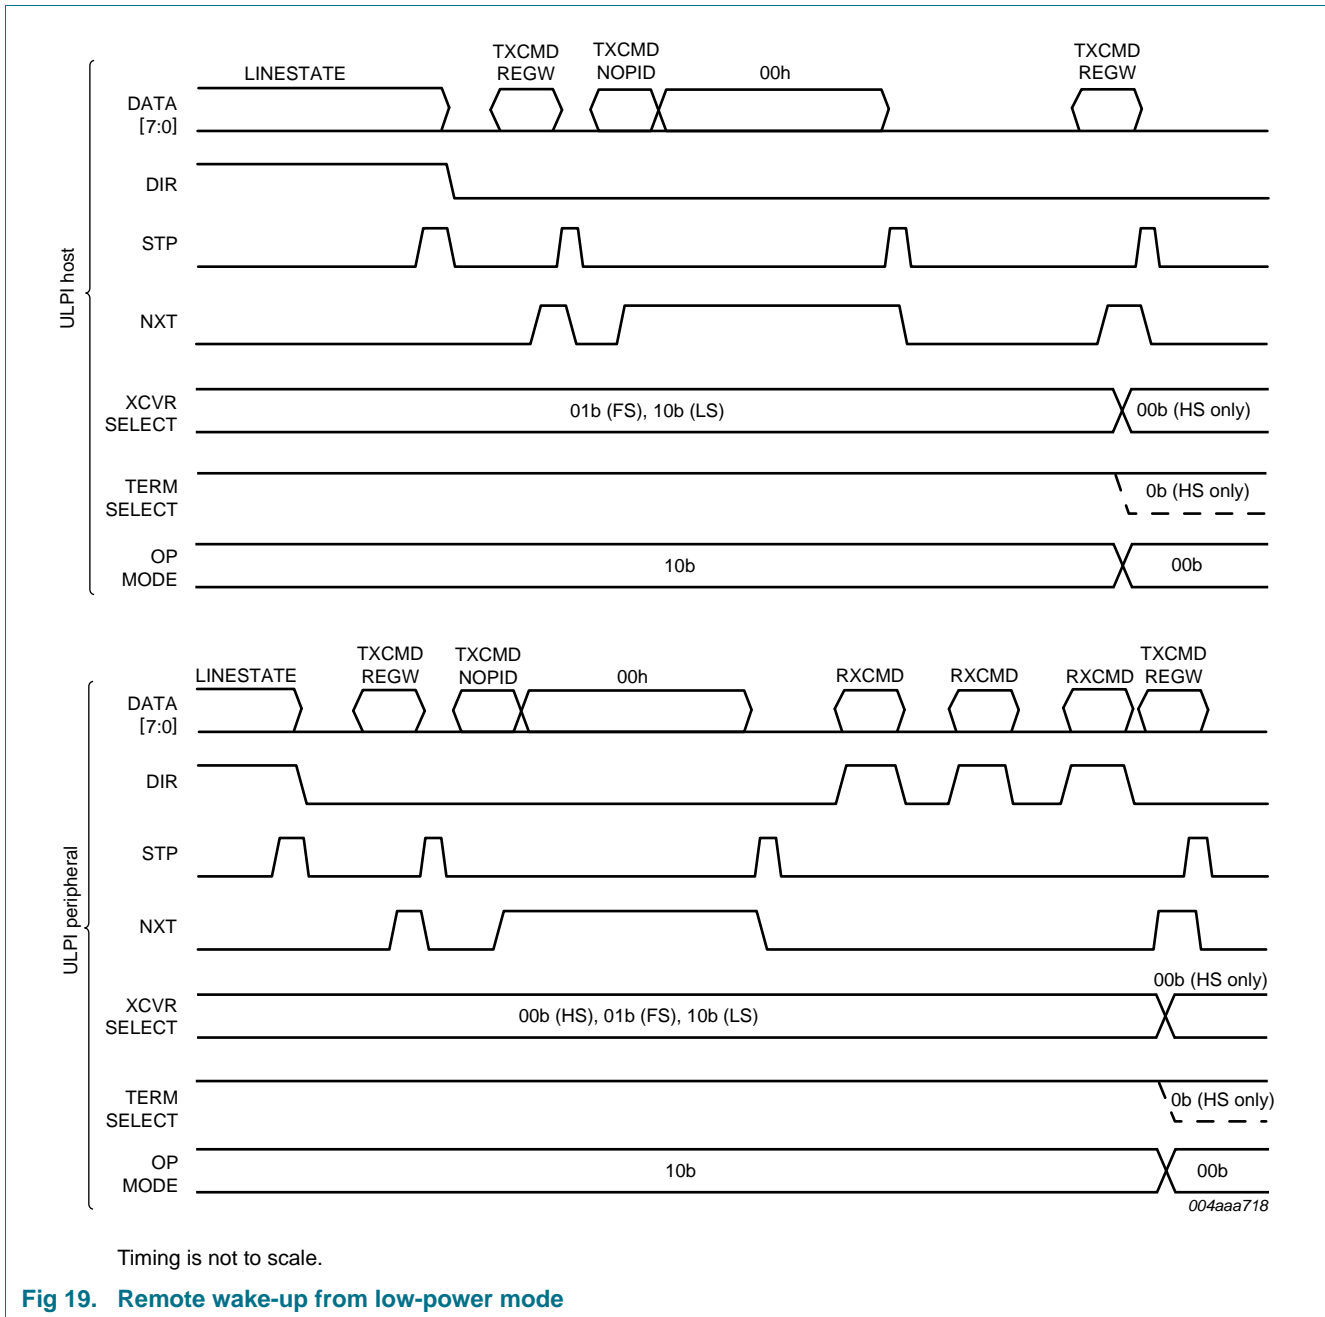 ULPI host
TXCMD
REGW
TXCMD
NOPID
TXCMD
REGW
LINESTATE
00h
DATA
[7:0]
DIR
STP
NXT
XCVR
SELECT
01b (FS), 10b (LS)
00b (HS only)
TERM
SELECT
0b (HS only)
OP
MODE
10b
00b
ULPI peripheral
TXCMD
REGW
TXCMD
NOPID
TXCMD
REGW
LINESTATE
00h
RXCMD
RXCMD
RXCMD
DATA
[7:0]
DIR
STP
NXT
00b (HS only)
XCVR
SELECT
00b (HS), 01b (FS), 10b (LS)
TERM
SELECT
0b (HS only)
OP
MODE
10b
00b
004aaa718
Timing is not to scale.
Fig 19. Remote wake-up from low-power mode